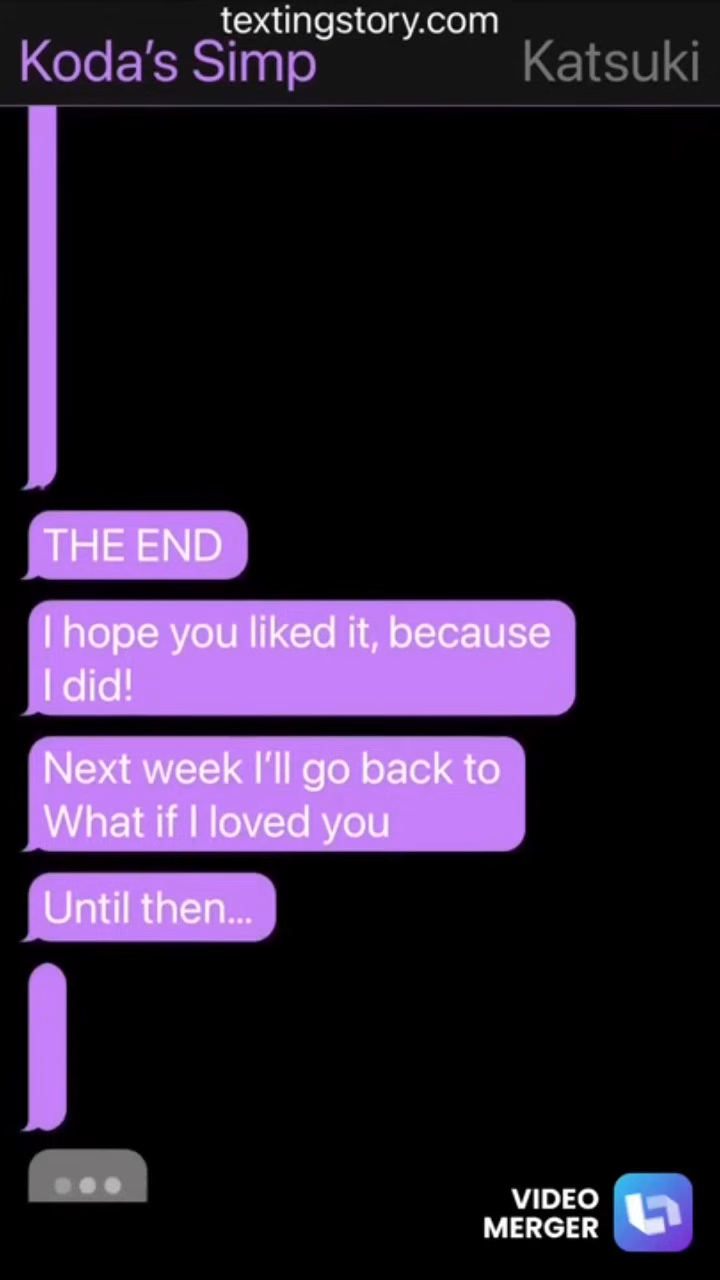 textingstory.com
Koda’s Simp
Katsuki
THE END
I hope you liked it, because
I did!
Next week I’ll go back to
What if I loved you
Until then...
VIDEO
MERGER